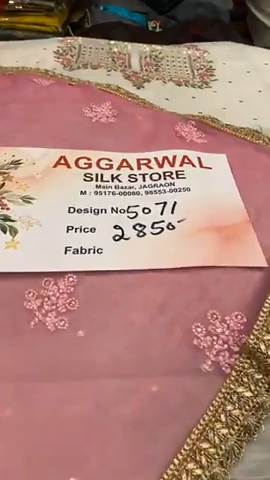 AGGARWAL
SILK STORE
Main Bazar, JAGRAON
M : 95176-00080, 98553-00250
Design No 5071
Price 2850-
Fabric